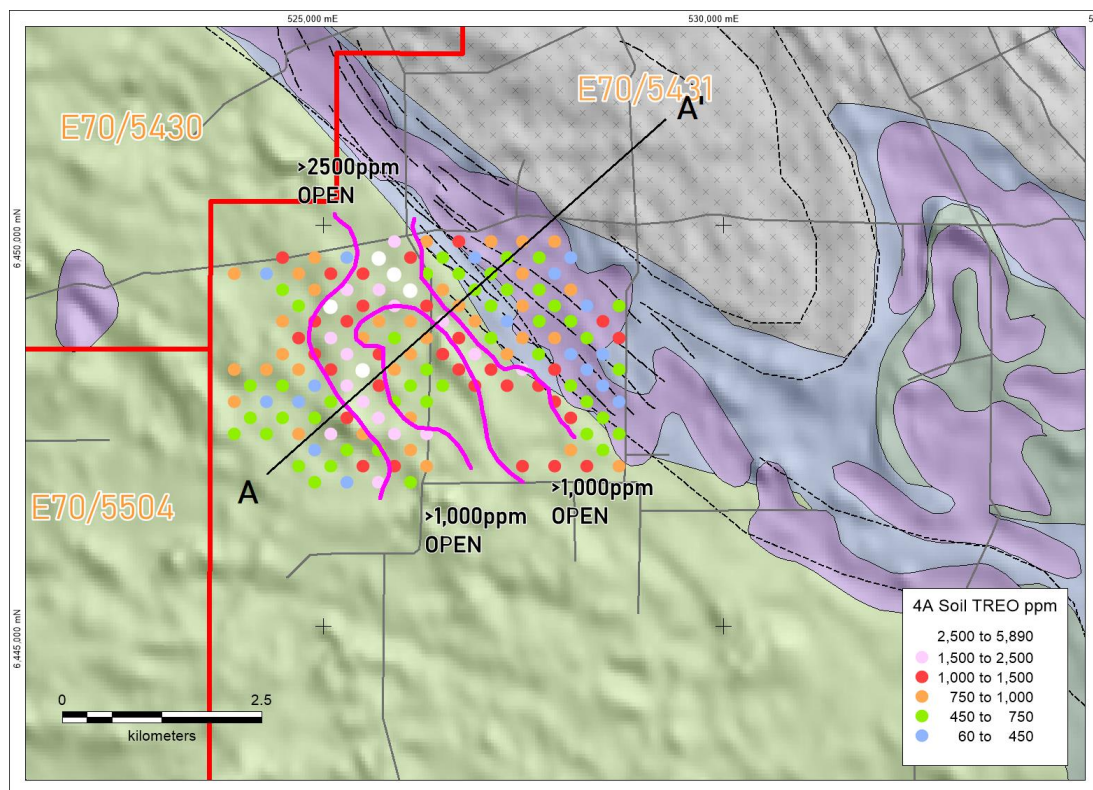 525,000 mE
530,000 mE
5
E70/5431
A'
E70/5430
>2500ppm
OPEN
6 450,000 mN
A
E70/5504
>1,000ppm
OPEN
>1,000ppm
OPEN
6 445,000 mN
4A Soil TREO ppm
2,500 to 5,890
1,500 to 2,500
1,000 to 1,500
750 to 1,000
450 to 750
60 to 450
0 2.5
kilometers